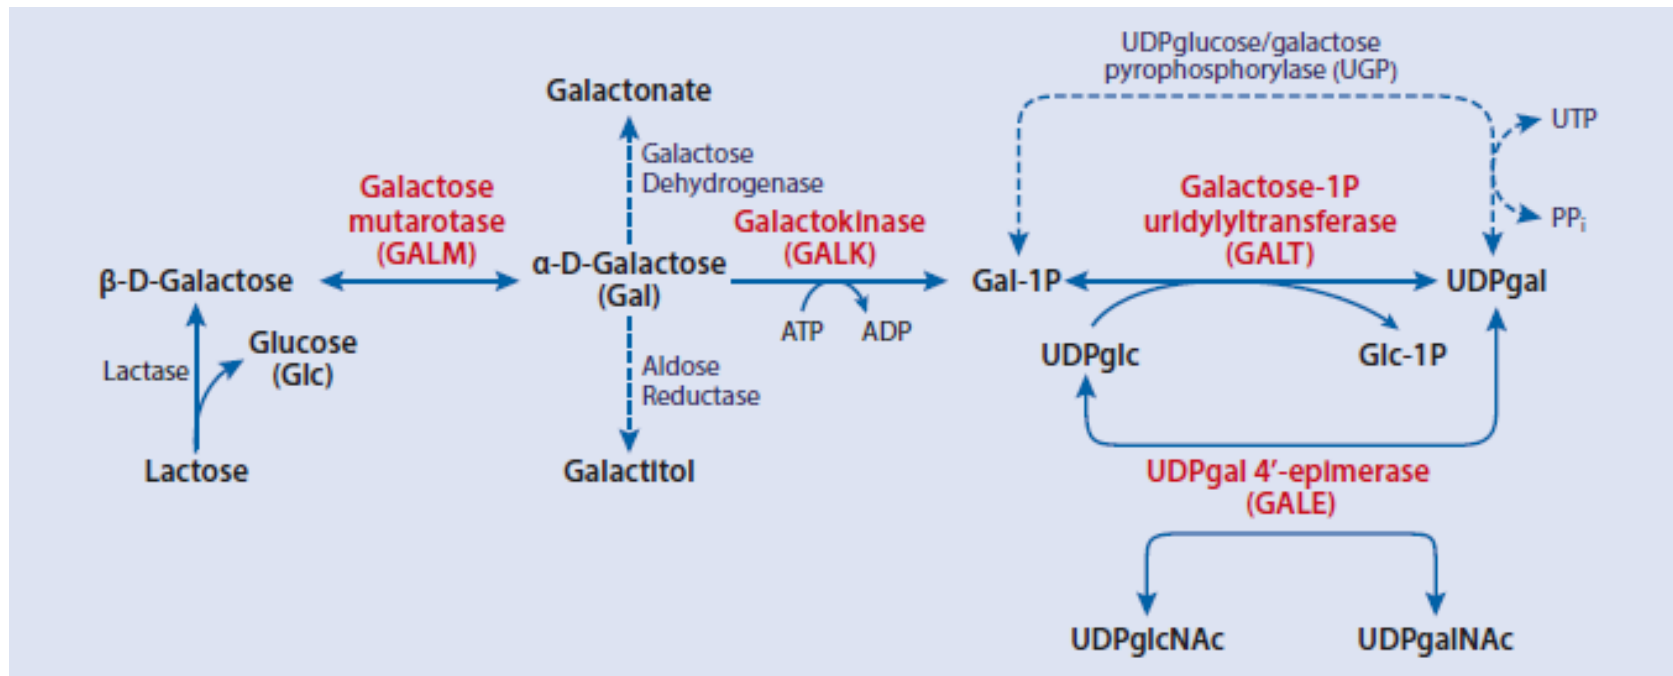 UDPglucose/galactose
pyrophosphorylase (UGP)
Galactonate
UTP
Galactose
Dehydrogenase
Galactose
mutarotase
(GALM)
Galactokinase
(GALK)
Galactose-1P
uridylyltransferase
(GALT)
PPi
β-D-Galactose
α-D-Galactose
(Gal)
Gal-1P
UDPgal
ATP
ADP
Glucose
(Glc)
Lactase
UDPglc
Glc-1P
Aldose
Reductase
Lactose
Galactitol
UDPgal 4′-epimerase
(GALE)
UDPglcNAc
UDPgalNAc